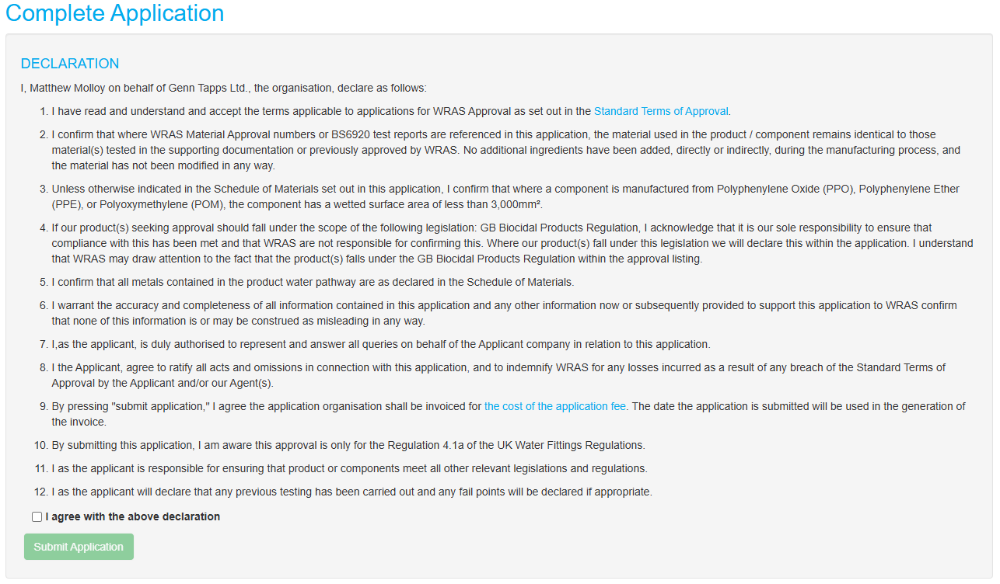 Complete Application
DECLARATION
I, Matthew Molloy on behalf of Genn Tapps Ltd., the organisation, declare as follows:
1. I have read and understand and accept the terms applicable to applications for WRAS Approval as set out in the Standard Terms of Approval.
2. I confirm that where WRAS Material Approval numbers or BS6920 test reports are referenced in this application, the material used in the product / component remains identical to those
material(s) tested in the supporting documentation or previously approved by WRAS. No additional ingredients have been added, directly or indirectly, during the manufacturing process, and
the material has not been modified in any way.
3. Unless otherwise indicated in the Schedule of Materials set out in this application, I confirm that where a component is manufactured from Polyphenylene Oxide (PPO), Polyphenylene Ether
(PPE), or Polyoxymethylene (POM), the component has a wetted surface area of less than 3,000mm².
4. If our product(s) seeking approval should fall under the scope of the following legislation: GB Biocidal Products Regulation, I acknowledge that it is our sole responsibility to ensure that
compliance with this has been met and that WRAS are not responsible for confirming this. Where our product(s) fall under this legislation we will declare this within the application. I understand
that WRAS may draw attention to the fact that the product(s) falls under the GB Biocidal Products Regulation within the approval listing.
5. I confirm that all metals contained in the product water pathway are as declared in the Schedule of Materials.
6. I warrant the accuracy and completeness of all information contained in this application and any other information now or subsequently provided to support this application to WRAS confirm
that none of this information is or may be construed as misleading in any way.
7. I,as the applicant, is duly authorised to represent and answer all queries on behalf of the Applicant company in relation to this application.
8. I the Applicant, agree to ratify all acts and omissions in connection with this application, and to indemnify WRAS for any losses incurred as a result of any breach of the Standard Terms of
Approval by the Applicant and/or our Agent(s).
9. By pressing "submit application," I agree the application organisation shall be invoiced for the cost of the application fee. The date the application is submitted will be used in the generation of
the invoice.
10. By submitting this application, I am aware this approval is only for the Regulation 4.1a of the UK Water Fittings Regulations.
11. I as the applicant is responsible for ensuring that product or components meet all other relevant legislations and regulations.
12. I as the applicant will declare that any previous testing has been carried out and any fail points will be declared if appropriate.
I agree with the above declaration
Submit Application